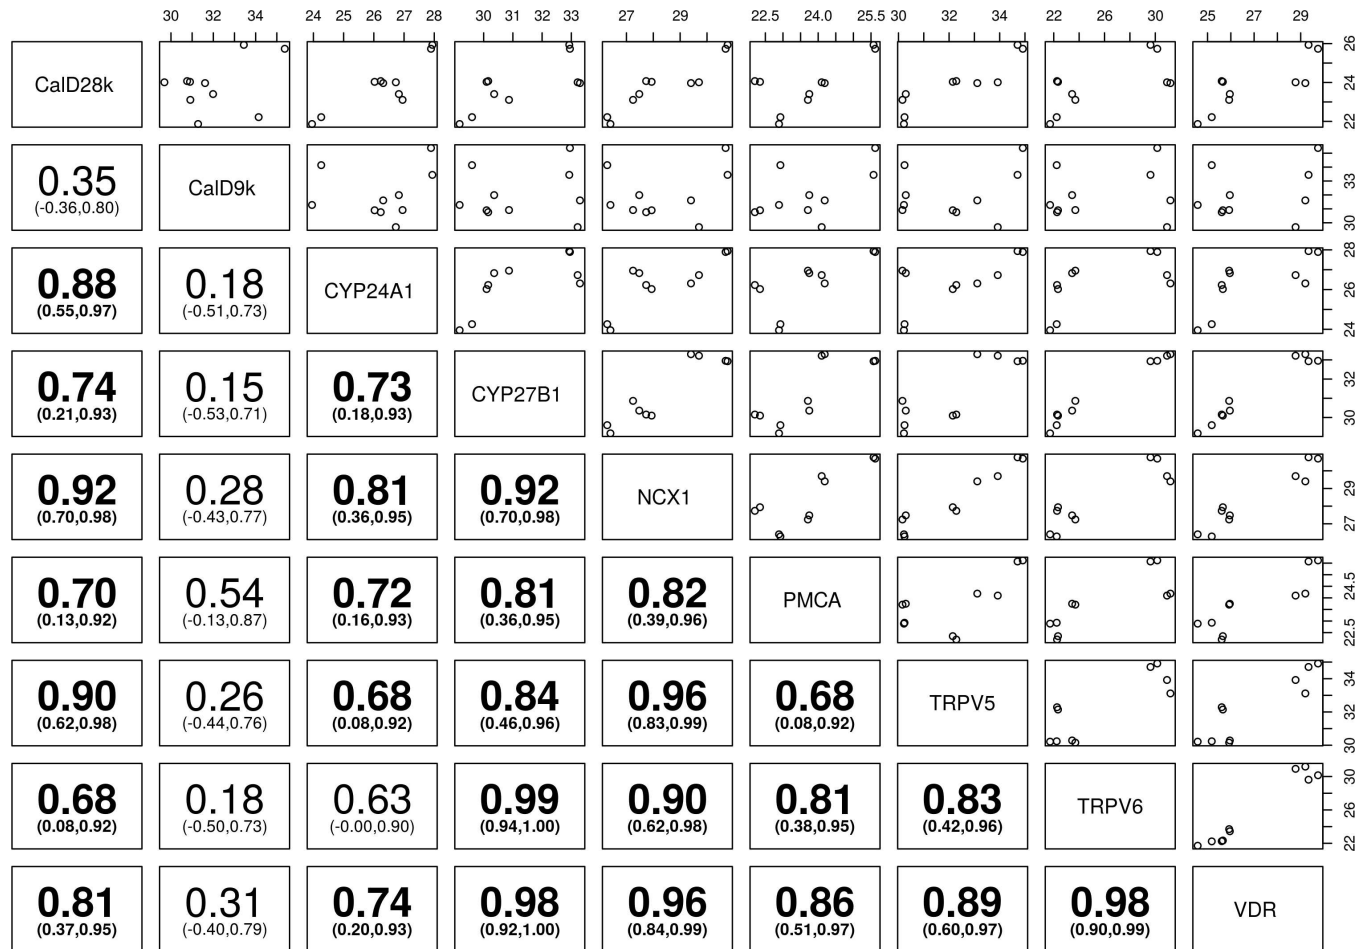 30 32 34 24 25 26 27 28 30 31 32 33 27 29 22.5 24.0 25.5 30 32 34 22 26 30 25 27 29
CalD28k 22 24 26
0.35 CalD9k 30 33
(-0.36,0.80)
0.88 0.18 CYP24A1 24 26 28
(0.55,0.97) (-0.51,0.73)
0.74 0.15 0.73 CYP27B1 30 32
(0.21,0.93) (-0.53,0.71) (0.18,0.93)
0.92 0.28 0.81 0.92 NCX1 27 29
(0.70,0.98) (-0.43,0.77) (0.36,0.95) (0.70,0.98)
0.70 0.54 0.72 0.81 0.82 PMCA 22.5 24.5
(0.13,0.92) (-0.13,0.87) (0.16,0.93) (0.36,0.95) (0.39,0.96)
0.90 0.26 0.68 0.84 0.96 0.68 TRPV5 30 32 34
(0.62,0.98) (-0.44,0.76) (0.08,0.92) (0.46,0.96) (0.83,0.99) (0.08,0.92)
0.68 0.18 0.63 0.99 0.90 0.81 0.83 TRPV6 22 26 30
(0.08,0.92) (-0.50,0.73) (-0.00,0.90) (0.94,1.00) (0.62,0.98) (0.38,0.95) (0.42,0.96)
0.81 0.31 0.74 0.98 0.96 0.86 0.89 0.98 VDR
(0.37,0.95) (-0.40,0.79) (0.20,0.93) (0.92,1.00) (0.84,0.99) (0.51,0.97) (0.60,0.97) (0.90,0.99)